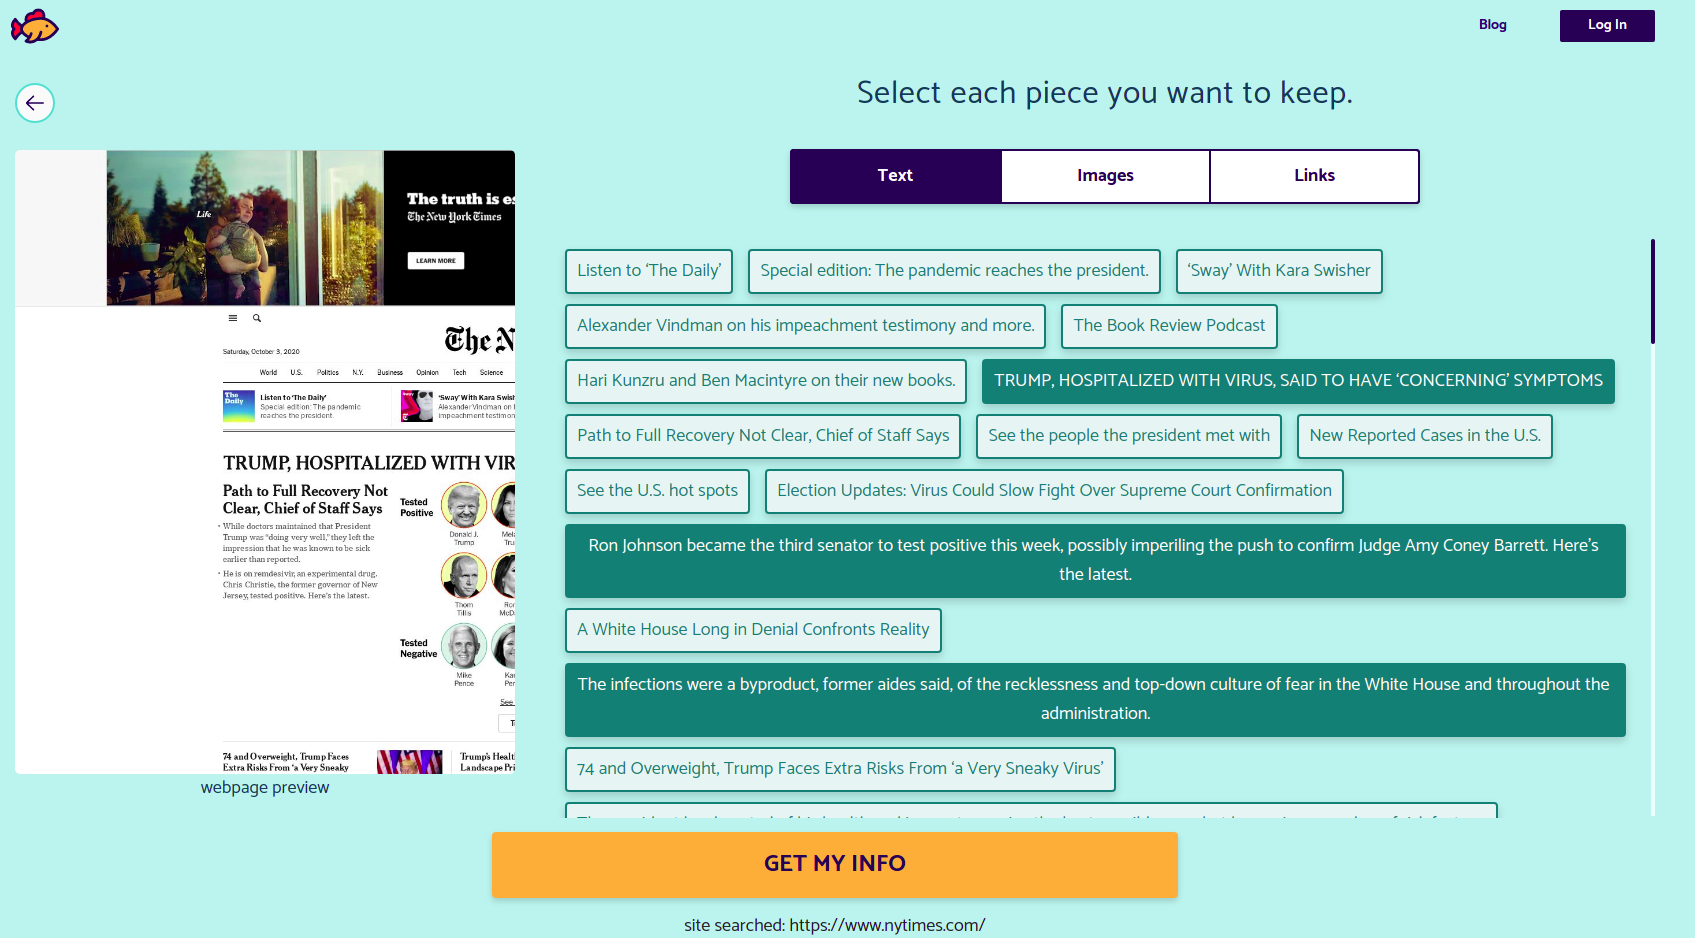 Blog
Log In
Select each piece you want to keep.
Text
Images
Links
Life
The truth is es
The New York Times
LEARN MORE
The N
Saturday, October 3, 2020
World U.S. Politics N.Y. Business Opinion Tech Science
The Daily
Listen to 'The Daily'
Special edition: The pandemic
reaches the president.
'Sway' With Kara Swish
Alexander Vindman on
impeachment testimon
TRUMP, HOSPITALIZED WITH VIR
Path to Full Recovery Not
Clear, Chief of Staff Says
• While doctors maintained that President
Trump was "doing very well," they left the
impression that he was known to be sick
earlier than reported.
• He is on remdesivir, an experimental drug.
Chris Christie, the former governor of New
Jersey, tested positive. Here's the latest.
Tested
Positive
Donald J.
Trump
Mela
Tru
Thom
Tillis
Ron
McDa
Tested
Negative
Mike
Pence
Kar
Per
See
74 and Overweight, Trump Faces
Extra Risks From 'a Very Sneaky
Trump's Healt
Landscape Pri
webpage preview
Listen to ‘The Daily’
Special edition: The pandemic reaches the president.
‘Sway’ With Kara Swisher
Alexander Vindman on his impeachment testimony and more.
The Book Review Podcast
Hari Kunzru and Ben Macintyre on their new books.
TRUMP, HOSPITALIZED WITH VIRUS, SAID TO HAVE ‘CONCERNING’ SYMPTOMS
Path to Full Recovery Not Clear, Chief of Staff Says
See the people the president met with
New Reported Cases in the U.S.
See the U.S. hot spots
Election Updates: Virus Could Slow Fight Over Supreme Court Confirmation
Ron Johnson became the third senator to test positive this week, possibly imperiling the push to confirm Judge Amy Coney Barrett. Here’s
the latest.
A White House Long in Denial Confronts Reality
The infections were a byproduct, former aides said, of the recklessness and top-down culture of fear in the White House and throughout the
administration.
74 and Overweight, Trump Faces Extra Risks From ‘a Very Sneaky Virus’
GET MY INFO
site searched: https://www.nytimes.com/